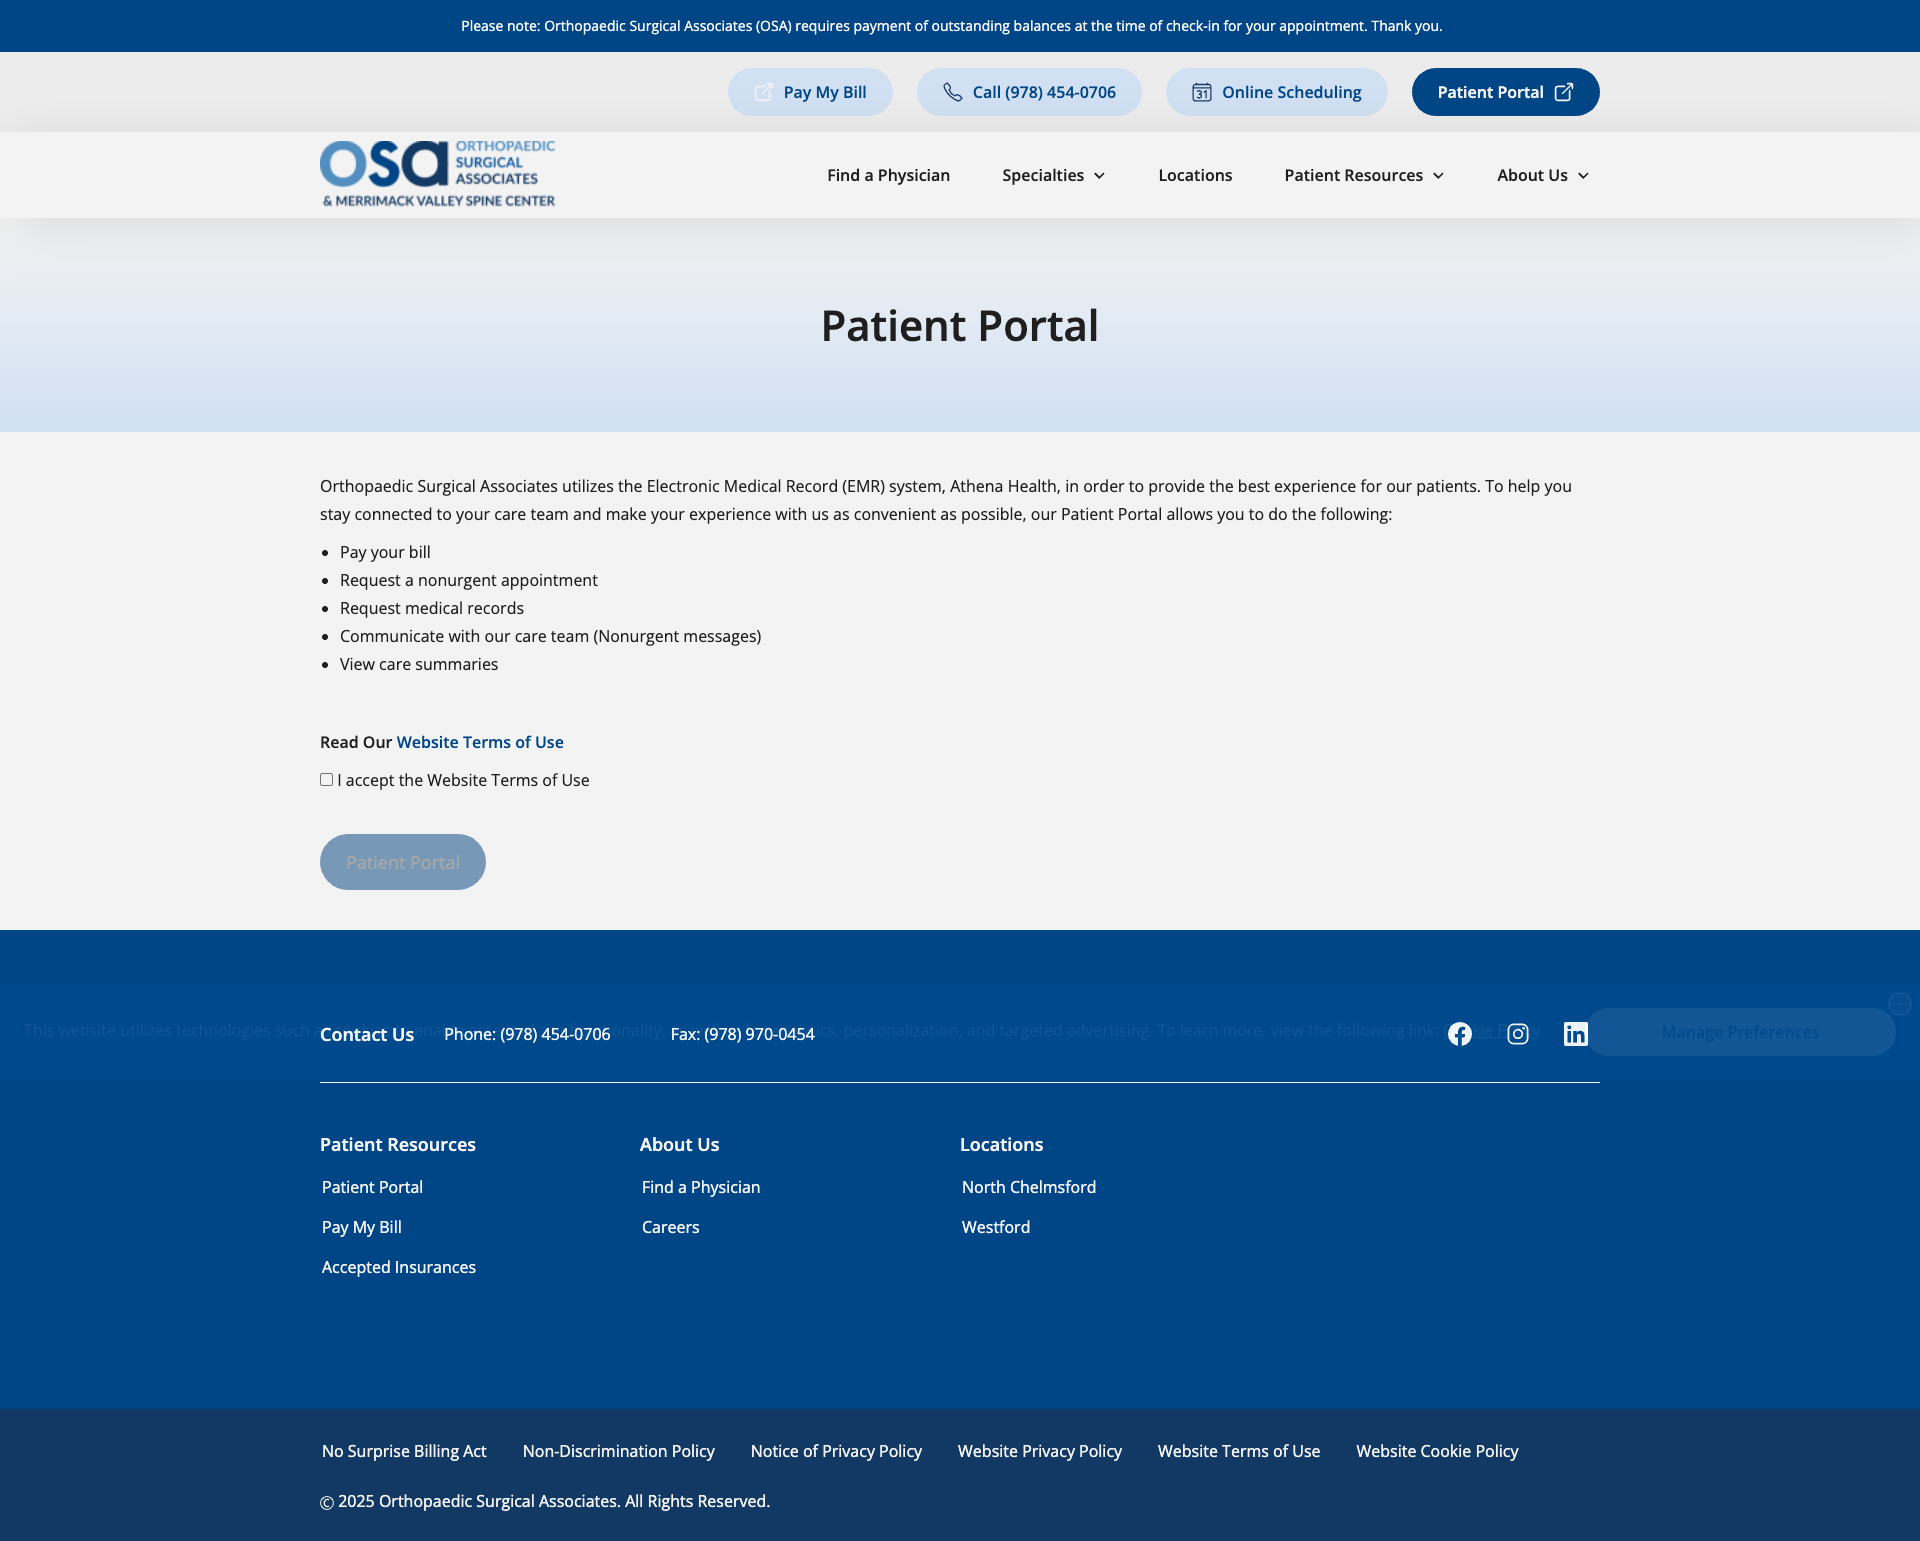 Please note: Orthopaedic Surgical Associates (OSA) requires payment of outstanding balances at the time of check-in for your appointment. Thank you.
Pay My Bill
Call (978) 454-0706
31
Online Scheduling
Patient Portal
osa ORTHOPAEDIC
SURGICAL
ASSOCIATES
& MERRIMACK VALLEY SPINE CENTER
Find a Physician
Specialties
Locations
Patient Resources
About Us
Patient Portal
Orthopaedic Surgical Associates utilizes the Electronic Medical Record (EMR) system, Athena Health, in order to provide the best experience for our patients. To help you
stay connected to your care team and make your experience with us as convenient as possible, our Patient Portal allows you to do the following:
• Pay your bill
• Request a nonurgent appointment
• Request medical records
• Communicate with our care team (Nonurgent messages)
• View care summaries
Read Our Website Terms of Use
I accept the Website Terms of Use
Patient Portal
This website utilizes technologies such personalization, and targeted advertising. To learn more, view the following link:
Manage Preferences
Contact Us
Phone: (978) 454-0706
Fax: (978) 970-0454
Patient Resources
Patient Portal
Pay My Bill
Accepted Insurances
About Us
Find a Physician
Careers
Locations
North Chelmsford
Westford
No Surprise Billing Act
Non-Discrimination Policy
Notice of Privacy Policy
Website Privacy Policy
Website Terms of Use
Website Cookie Policy
© 2025 Orthopaedic Surgical Associates. All Rights Reserved.